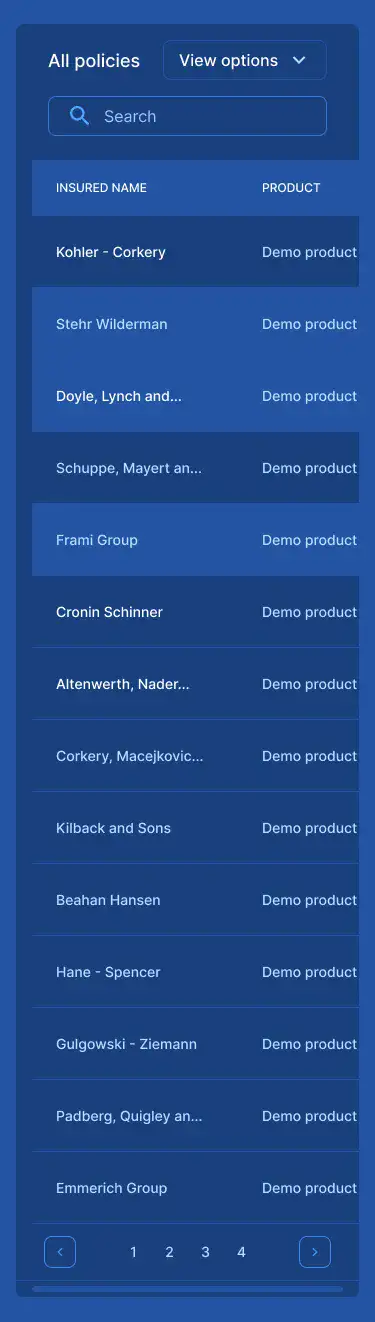 All policies View options
Search
INSURED NAME PRODUCT
Kohler - Corkery Demo product
Stehr Wilderman Demo product
Doyle, Lynch and... Demo product
Schuppe, Mayert an... Demo product
Frami Group Demo product
Cronin Schinner Demo product
Altenwerth, Nader... Demo product
Corkery, Macejkovic... Demo product
Kilback and Sons Demo product
Beahan Hansen Demo product
Hane - Spencer Demo product
Gulgowski - Ziemann Demo product
Padberg, Quigley an... Demo product
Emmerich Group Demo product
1 2 3 4